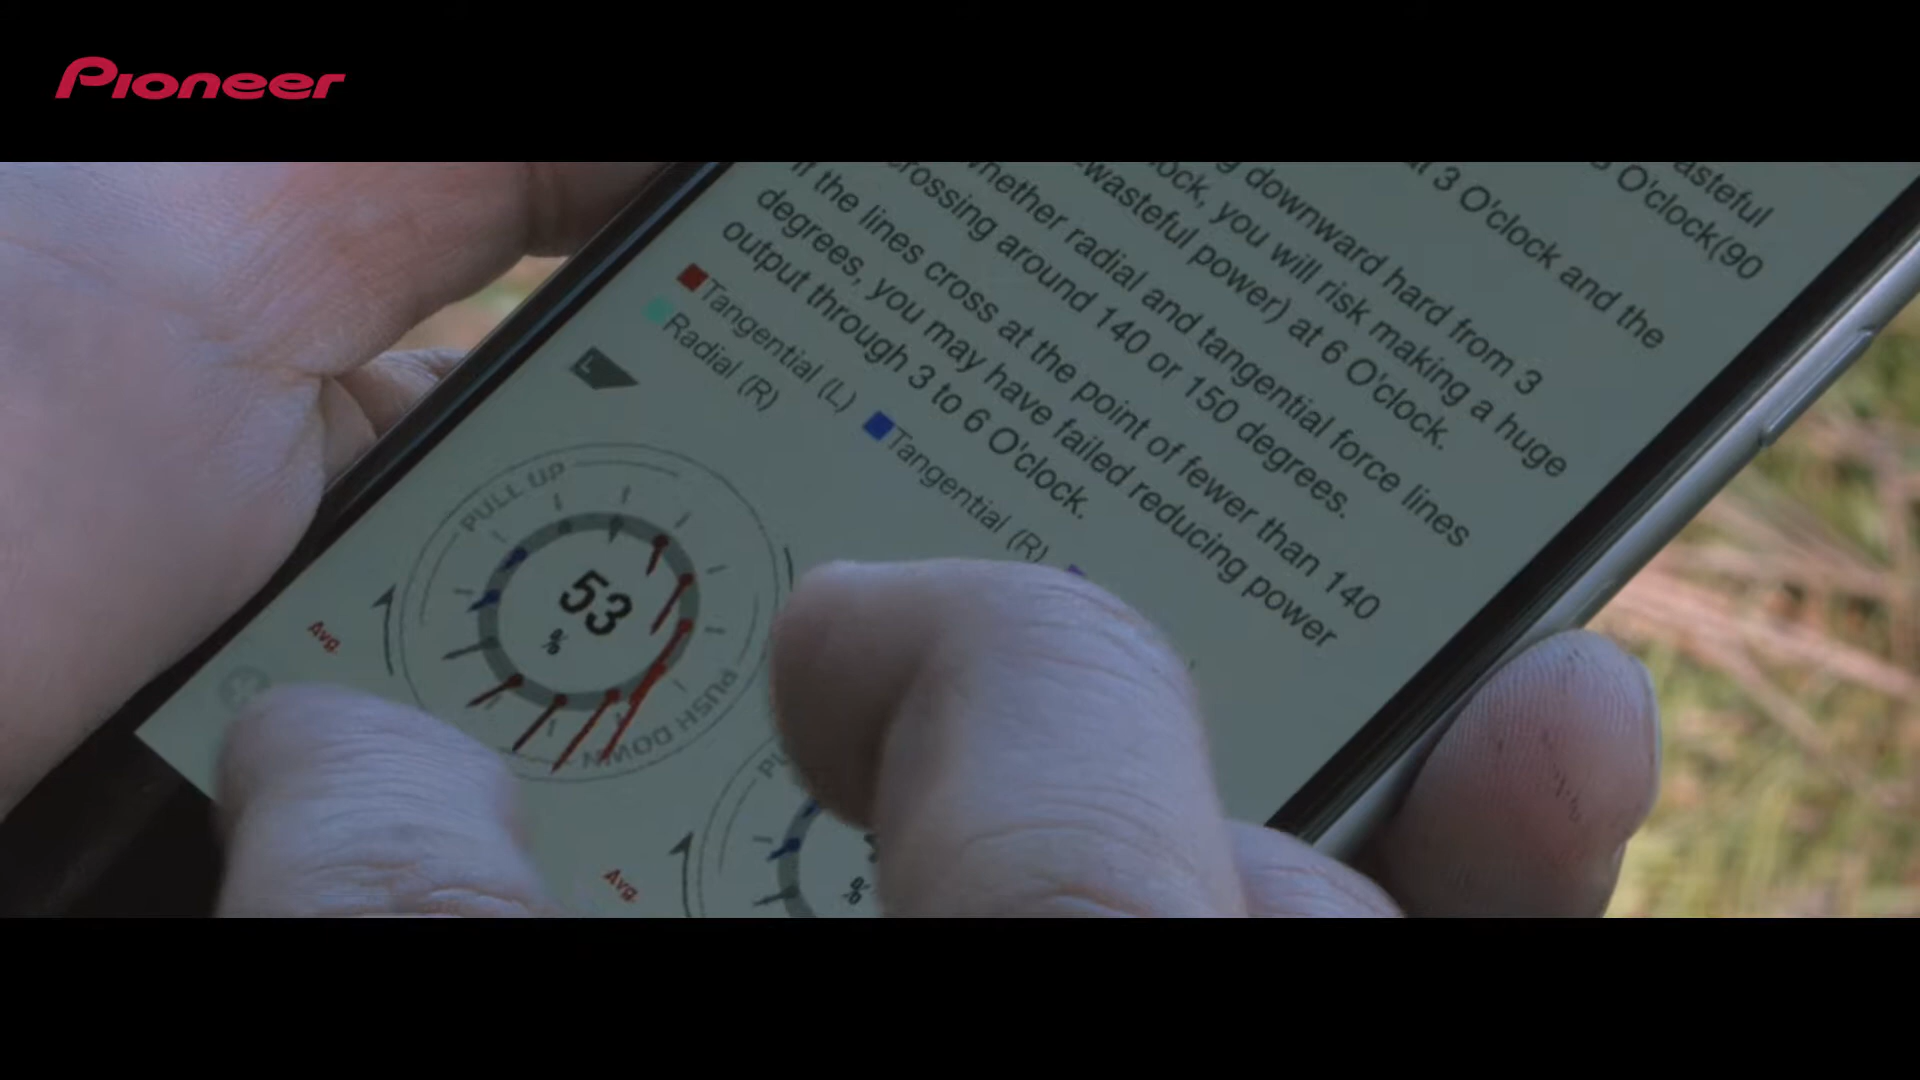 Pioneer
asteful
O'clock(90
3 O'clock and the
downward hard from 3
ock, you will risk making a huge
wasteful power) at 6 O'clock.
whether radial and tangential force lines
crossing around 140 or 150 degrees.
If the lines cross at the point of fewer than 140
degrees, you may have failed reducing power
output through 3 to 6 O'clock.
Tangential (L)
Tangential (R)
Radial (R)
L
PULL UP
53
%
PUSH DOWN
Avg.
PU
%
Avg.